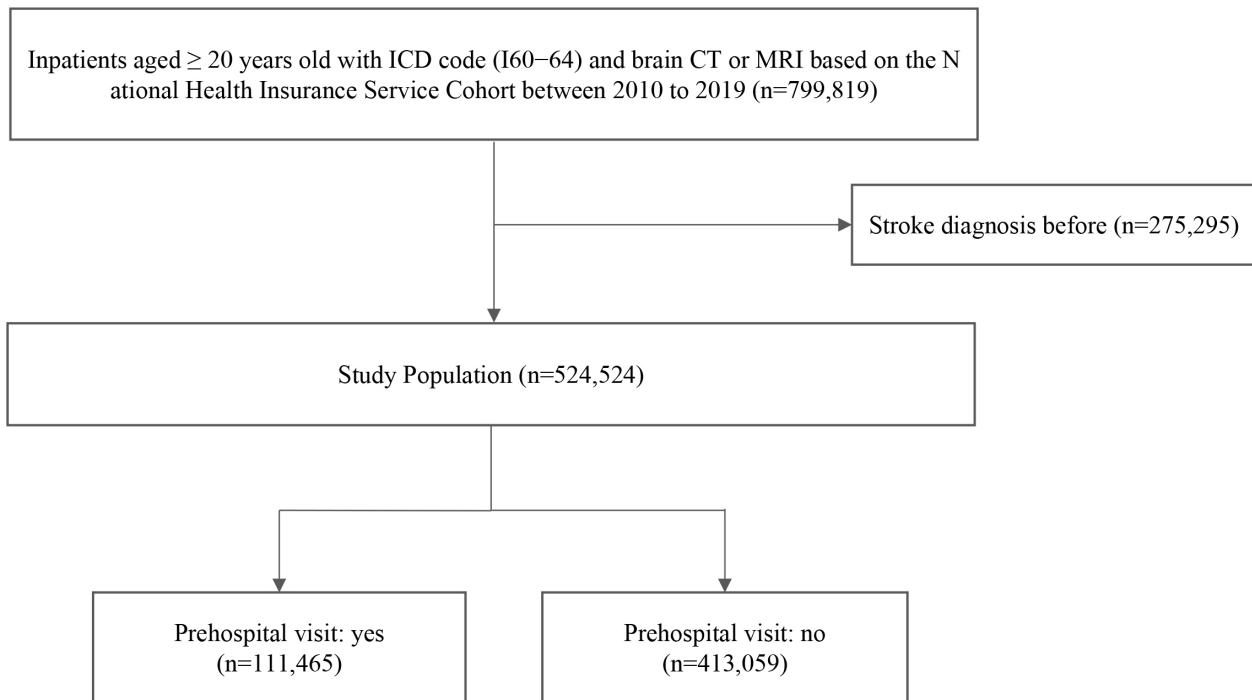 Inpatients aged ≥ 20 years old with ICD code (I60−64) and brain CT or MRI based on the N
ational Health Insurance Service Cohort between 2010 to 2019 (n=799,819)
Stroke diagnosis before (n=275,295)
Study Population (n=524,524)
Prehospital visit: yes
(n=111,465)
Prehospital visit: no
(n=413,059)